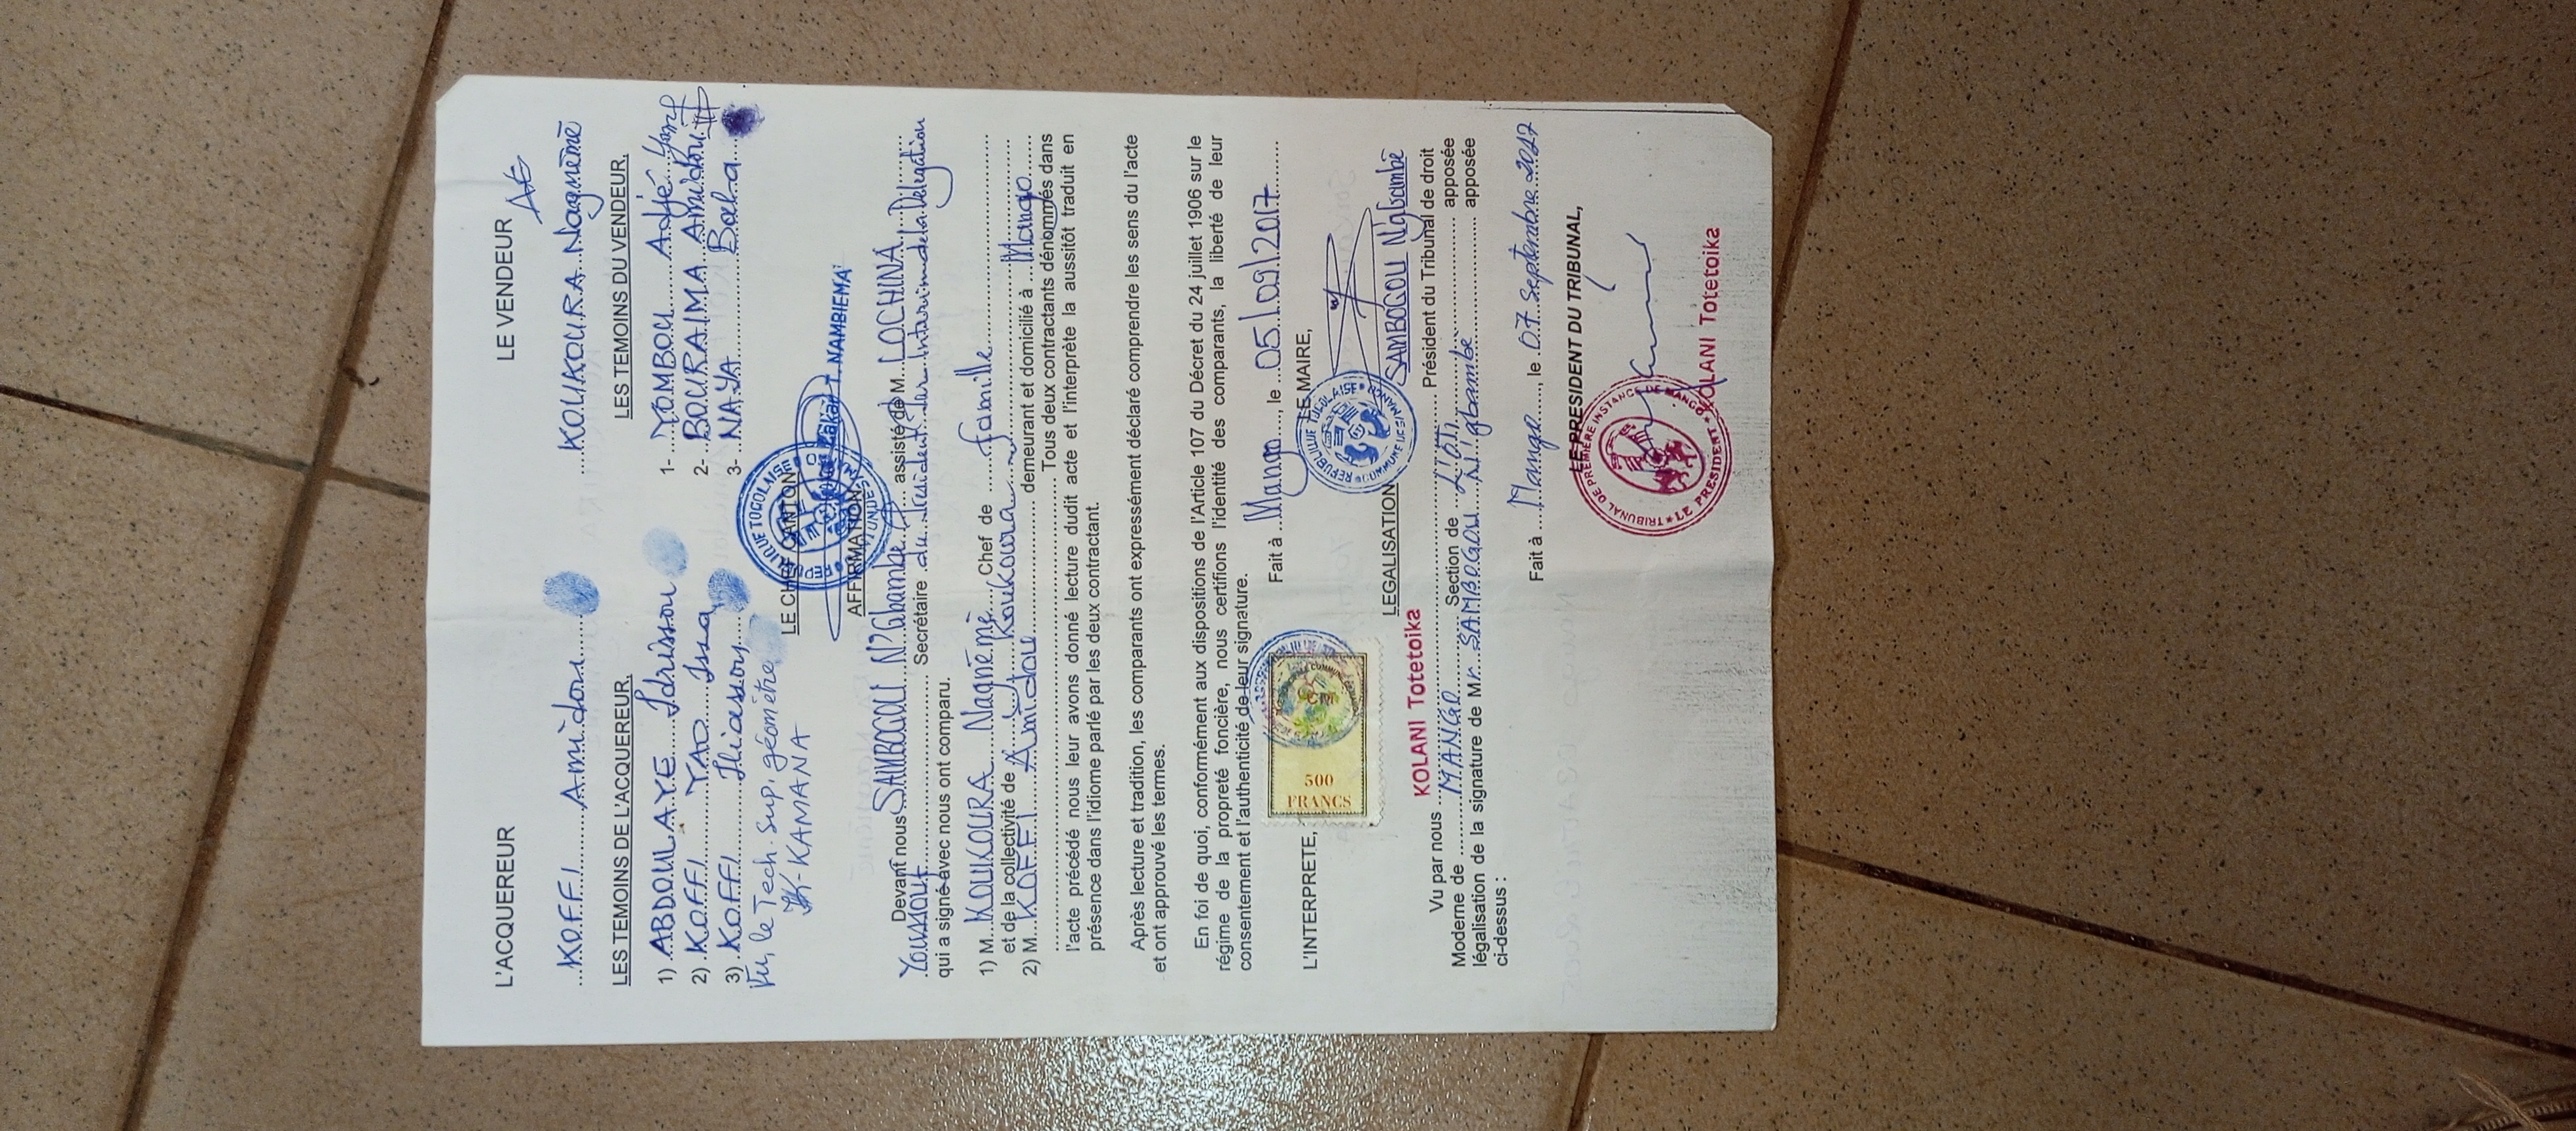 L'ACQUEREUR
LE VENDEUR
KOFFI Amidou
KOUKOURA Nagnème
LES TEMOINS DE L'ACQUEREUR.
LES TEMOINS DU VENDEUR.
1) ABDOULAYE Idrissou
1- YOMBOU Adjé
2) KOFFI YAO Issa
2- BOURAIMA Amidou
3) KOFFI Iliassou
3- NAYA Baba
Vu, le Tech. Sup, géomètre
K-KAMANA
LE CHEF CANTON
REPUBLIQUE TOGOLAISE
NAMBIEMA
AFFIRMATION
Devant nous SAMBOGOU N'Gbambe assisté de M. LOCHINA
Youssouf Secrétaire du Président par Intérim de la Délégation
qui a signé avec nous ont comparu.
1) M. KOUKOURA Nagnème Chef de famille
et de la collectivité de Koukoura
2) M. KOFFI Amidou demeurant et domicilié à Mango
Tous deux contractants dénommés dans
l'acte précédé nous leur avons donné lecture dudit acte et l'interprète la aussitôt traduit en
présence dans l'idiome parlé par les deux contractant.
Après lecture et tradition, les comparants ont expressément déclaré comprendre les sens du l'acte
et ont approuvé les termes.
En foi de quoi, conformément aux dispositions de l'Article 107 du Décret du 24 juillet 1906 sur le
régime de la propreté foncière, nous certifions l'identité des comparants, la liberté de leur
consentement et l'authenticité de leur signature.
Fait à Mango, le 05/09/2017
L'INTERPRETE,
LE MAIRE,
500
FRANCS
REPUBLIQUE TOGOLAISE
SAMBOGOU Ngbambe
LEGALISATION
KOLANI Totetoika
Vu par nous Président du Tribunal de droit
Moderne de MANGO Section de apposée
légalisation de la signature de Mr. SAMBOGOU N'gbambe apposée
ci-dessus :
Fait à Mango, le 07 Septembre 2017
LE PRESIDENT DU TRIBUNAL,
TRIBUNAL DE PREMIERE INSTANCE DE MANGO
LE PRESIDENT
KOLANI Totetoika